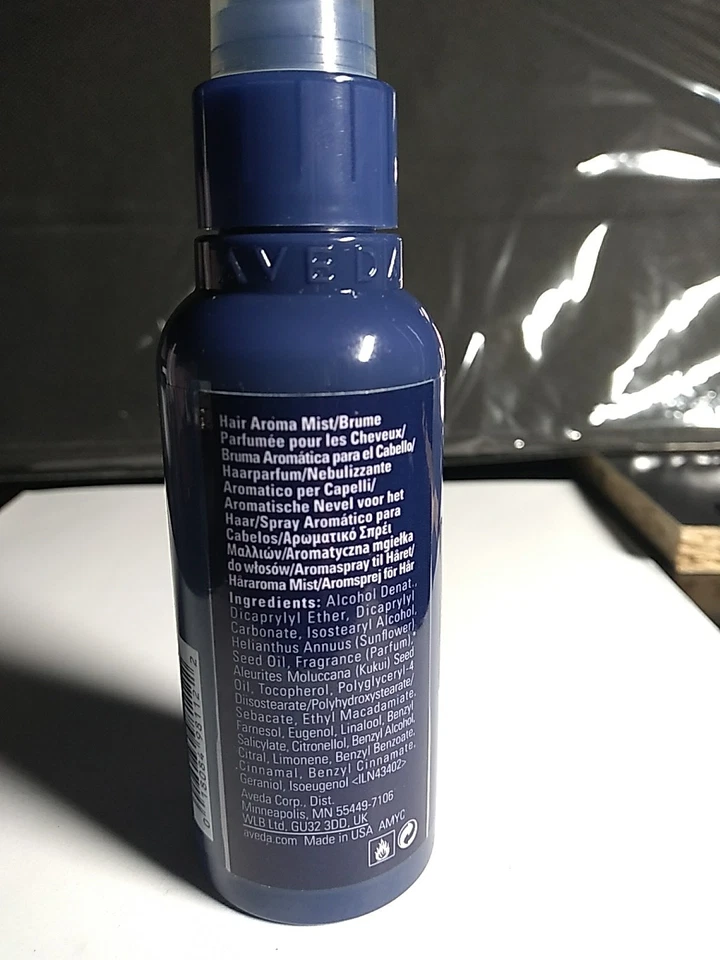 AVEDA
Hair Aroma Mist/Brume
Parfumée pour les Cheveux/
Bruma Aromática para el Cabello/
Haarparfum/Nebulizzante
Aromatico per Capelli/
Aromatische Nevel voor het
Haar/Spray Aromático para
Cabelos/Αρωματικό Σπρέι
Μαλλιών/Aromatyczna mgiełka
do włosów/Aromaspray til Håret/
Håraroma Mist/Aromsprej för Hår
Ingredients: Alcohol Denat.,
Dicaprylyl Ether, Dicaprylyl
Carbonate, Isostearyl Alcohol,
Helianthus Annuus (Sunflower)
Seed Oil, Fragrance (Parfum),
Aleurites Moluccana (Kukui) Seed
Oil, Tocopherol, Polyglyceryl-4
Diisostearate/Polyhydroxystearate/
Sebacate, Ethyl Macadamiate,
Farnesol, Eugenol, Linalool, Benzyl
Salicylate, Citronellol, Benzyl Alcohol,
Citral, Limonene, Benzyl Benzoate,
Cinnamal, Benzyl Cinnamate,
Geraniol, Isoeugenol <ILN43402>
Aveda Corp., Dist.
Minneapolis, MN 55449-7106
WLB Ltd, GU32 3DD, UK
aveda.com Made in USA AMYC
0 18084 98112 2